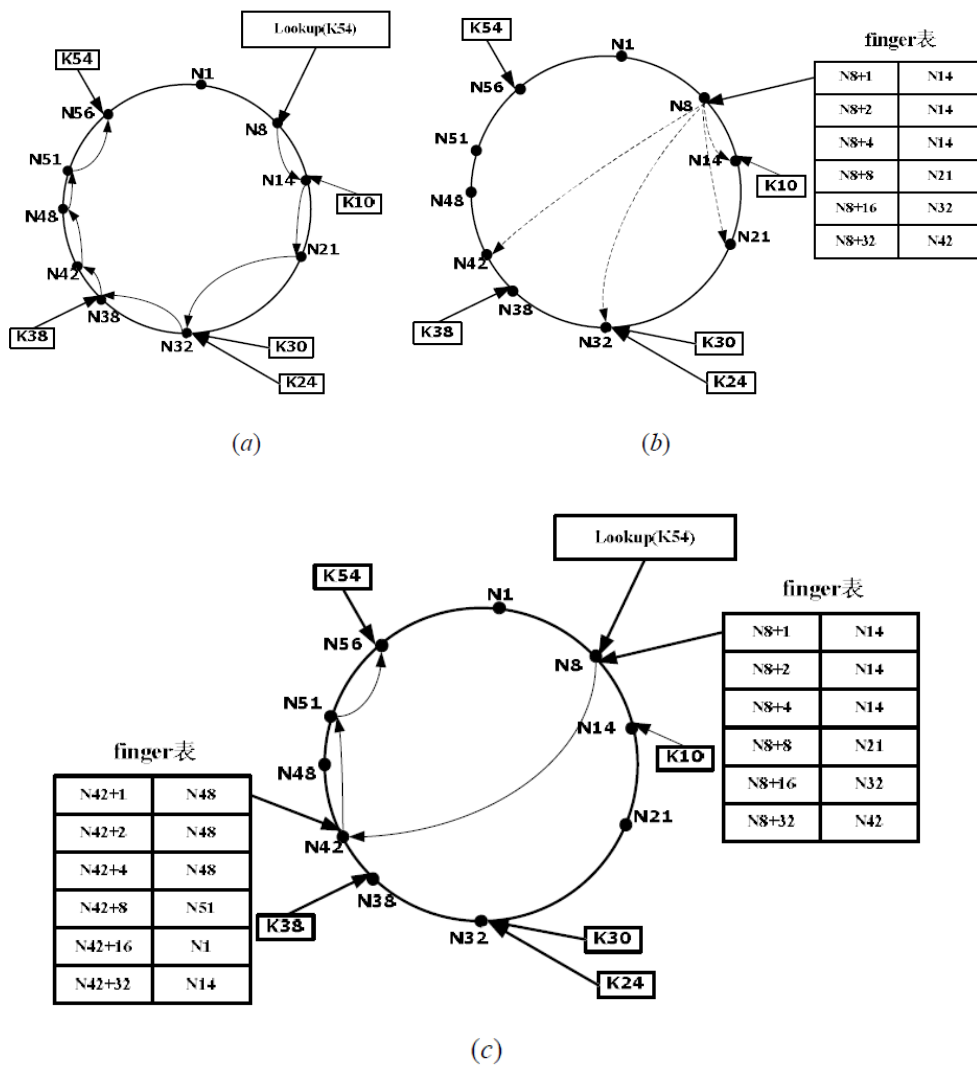 Lookup(K54)
K54
N1
N56
N8
N51
N14
K10
N48
N21
N42
N38
K38
N32
K30
K24
(a)
finger表
K54
N1
N56
N8
N51
N14
K10
N48
N21
N42
N38
K38
N32
K30
K24
N8+1 N14
N8+2 N14
N8+4 N14
N8+8 N21
N8+16 N32
N8+32 N42
(b)
Lookup(K54)
K54
N1
N56
N8
N51
N14
K10
N48
N21
N42
N38
K38
N32
K30
K24
finger表
N8+1 N14
N8+2 N14
N8+4 N14
N8+8 N21
N8+16 N32
N8+32 N42
finger表
N42+1 N48
N42+2 N48
N42+4 N48
N42+8 N51
N42+16 N1
N42+32 N14
(c)